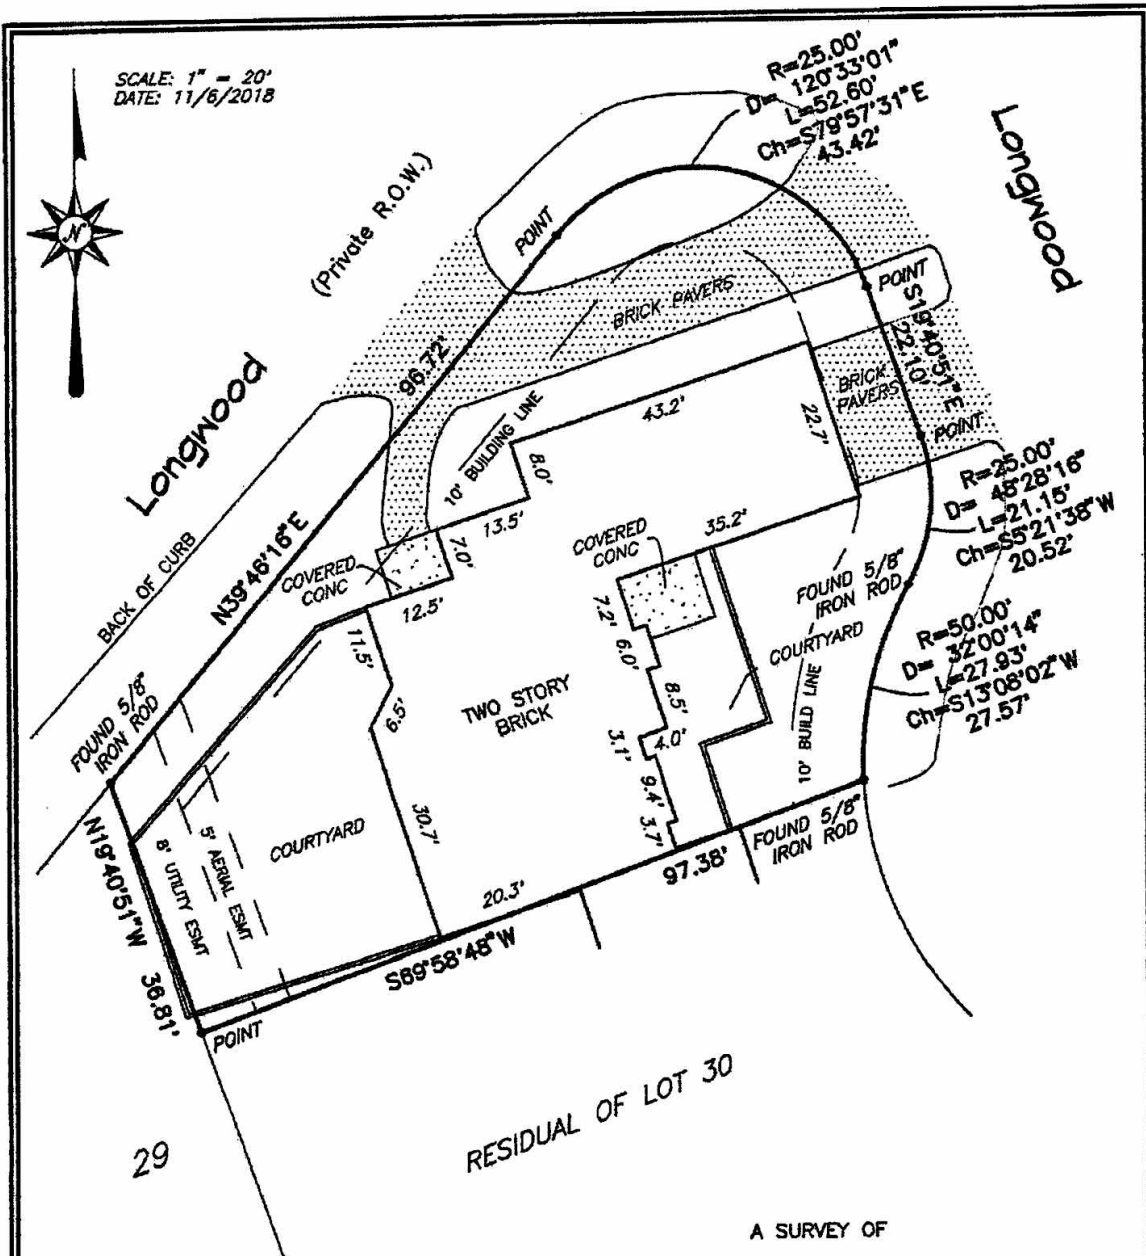 SCALE: 1" = 20'
DATE: 11/6/2018
N
R=25.00'
D= 120°33'01"
L=52.60'
Ch=S79°57'31"E
43.42'
Longwood
(Private R.O.W.)
POINT
POINT
BRICK PAVERS
S19°40'51"E
22.10'
96.72'
Longwood
BRICK
PAVERS
43.2'
22.7'
10' BUILDING LINE
8.0'
POINT
R=25.00'
D= 48°28'16"
L=21.15'
Ch=S5°21'38"W
20.52'
13.5'
35.2'
7.0'
COVERED
CONC
COVERED
CONC
BACK OF CURB
N39°46'16"E
12.5'
11.5'
7.2'
6.0'
FOUND 5/8"
IRON ROD
COURTYARD
R=50.00'
D= 32°00'14"
L=27.93'
Ch=S13°08'02"W
27.57'
TWO STORY
BRICK
6.5'
8.5'
4.0'
3.1'
9.4'
3.7'
10' BUILD LINE
FOUND 5/8"
IRON ROD
30.7'
COURTYARD
5' AERIAL ESMT
8' UTILITY ESMT
N19°40'51"W
36.81'
FOUND 5/8"
IRON ROD
97.38'
20.3'
S69°58'48"W
POINT
RESIDUAL OF LOT 30
29
A SURVEY OF